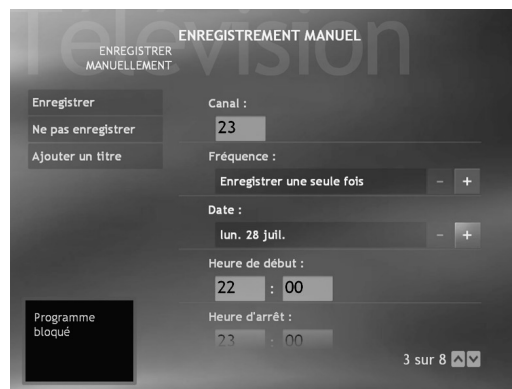 Télévision
ENREGISTREMENT MANUEL
ENREGISTRER
MANUELLEMENT
Enregistrer
Ne pas enregistrer
Ajouter un titre
Canal :
23
Fréquence :
Enregistrer une seule fois - +
Date :
lun. 28 juil. - +
Heure de début :
22 : 00
Heure d'arrêt :
23 : 00
Programme
bloqué
3 sur 8